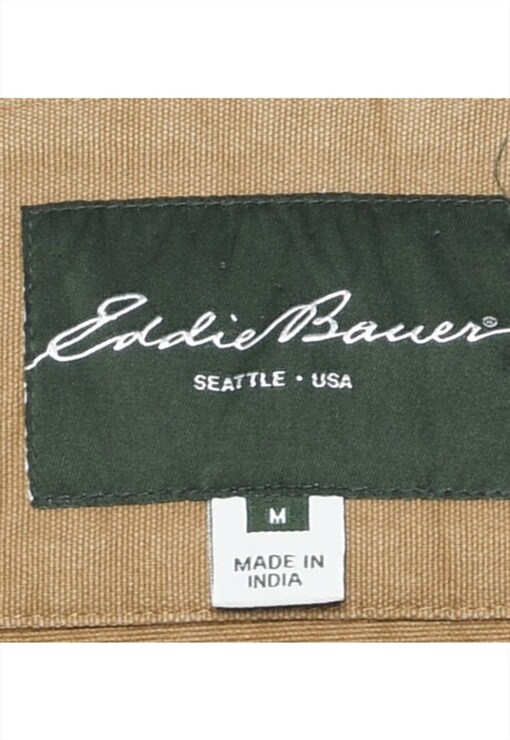 Eddie Bauer®
SEATTLE • USA
M
MADE IN
INDIA